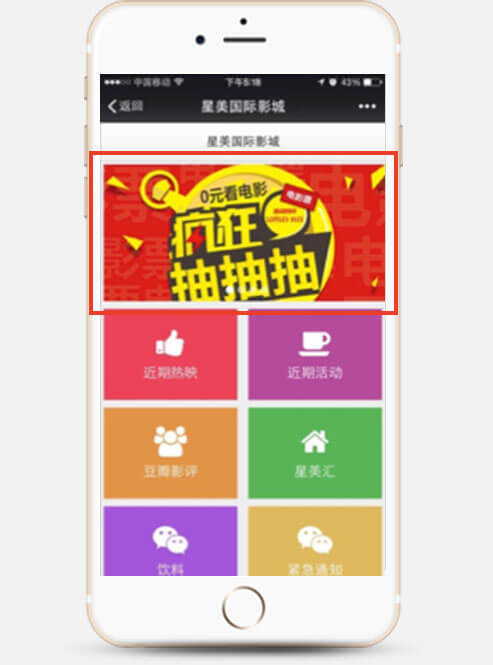 中国移动
下午5:18
43%
返回
星美国际影城
星美国际影城
0元看电影
电影票
疯狂
抽抽抽
近期热映
近期活动
豆瓣影评
星美汇
饮料
紧急通知